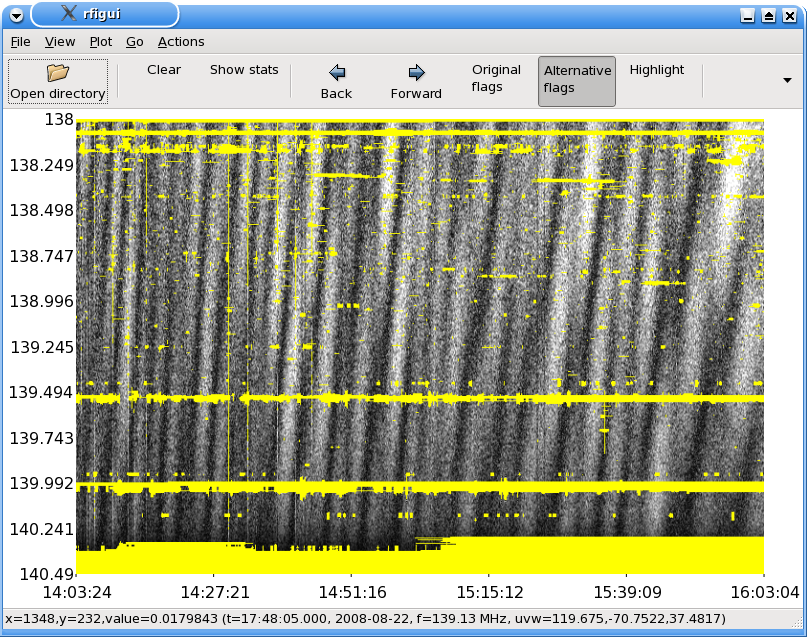 rfigui
File View Plot Go Actions
Open directory
Clear
Show stats
Back
Forward
Original
flags
Alternative
flags
Highlight
138
138.249
138.498
138.747
138.996
139.245
139.494
139.743
139.992
140.241
140.49
14:03:24 14:27:21 14:51:16 15:15:12 15:39:09 16:03:04
x=1348,y=232,value=0.0179843 (t=17:48:05.000, 2008-08-22, f=139.13 MHz, uvw=119.675,-70.7522,37.4817)